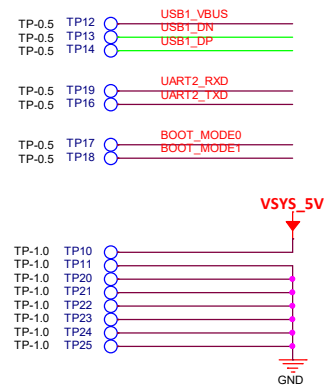 TP-0.5 TP12 USB1_VBUS
TP-0.5 TP13 USB1_DN
TP-0.5 TP14 USB1_DP
TP-0.5 TP19 UART2_RXD
TP-0.5 TP16 UART2_TXD
TP-0.5 TP17 BOOT_MODE0
TP-0.5 TP18 BOOT_MODE1
VSYS_5V
TP-1.0 TP10
TP-1.0 TP11
TP-1.0 TP20
TP-1.0 TP21
TP-1.0 TP22
TP-1.0 TP23
TP-1.0 TP24
TP-1.0 TP25
GND